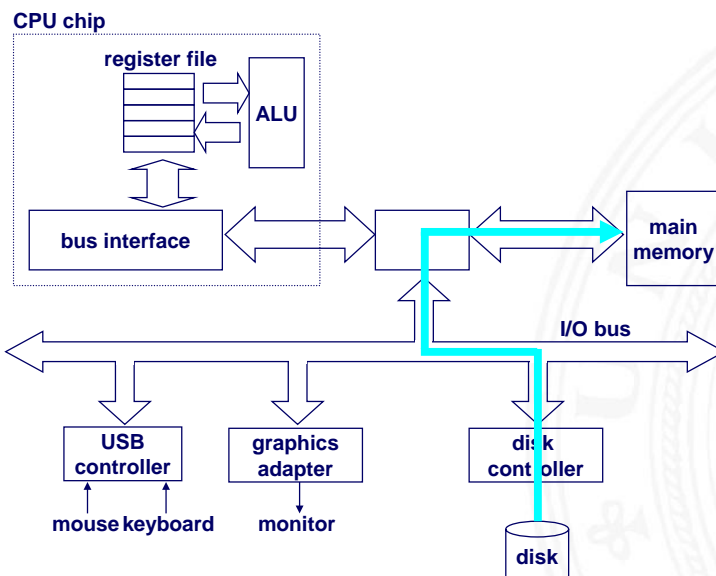 CPU chip
register file
ALU
bus interface
main
memory
I/O bus
USB
controller
graphics
adapter
disk
controller
mouse keyboard
monitor
disk